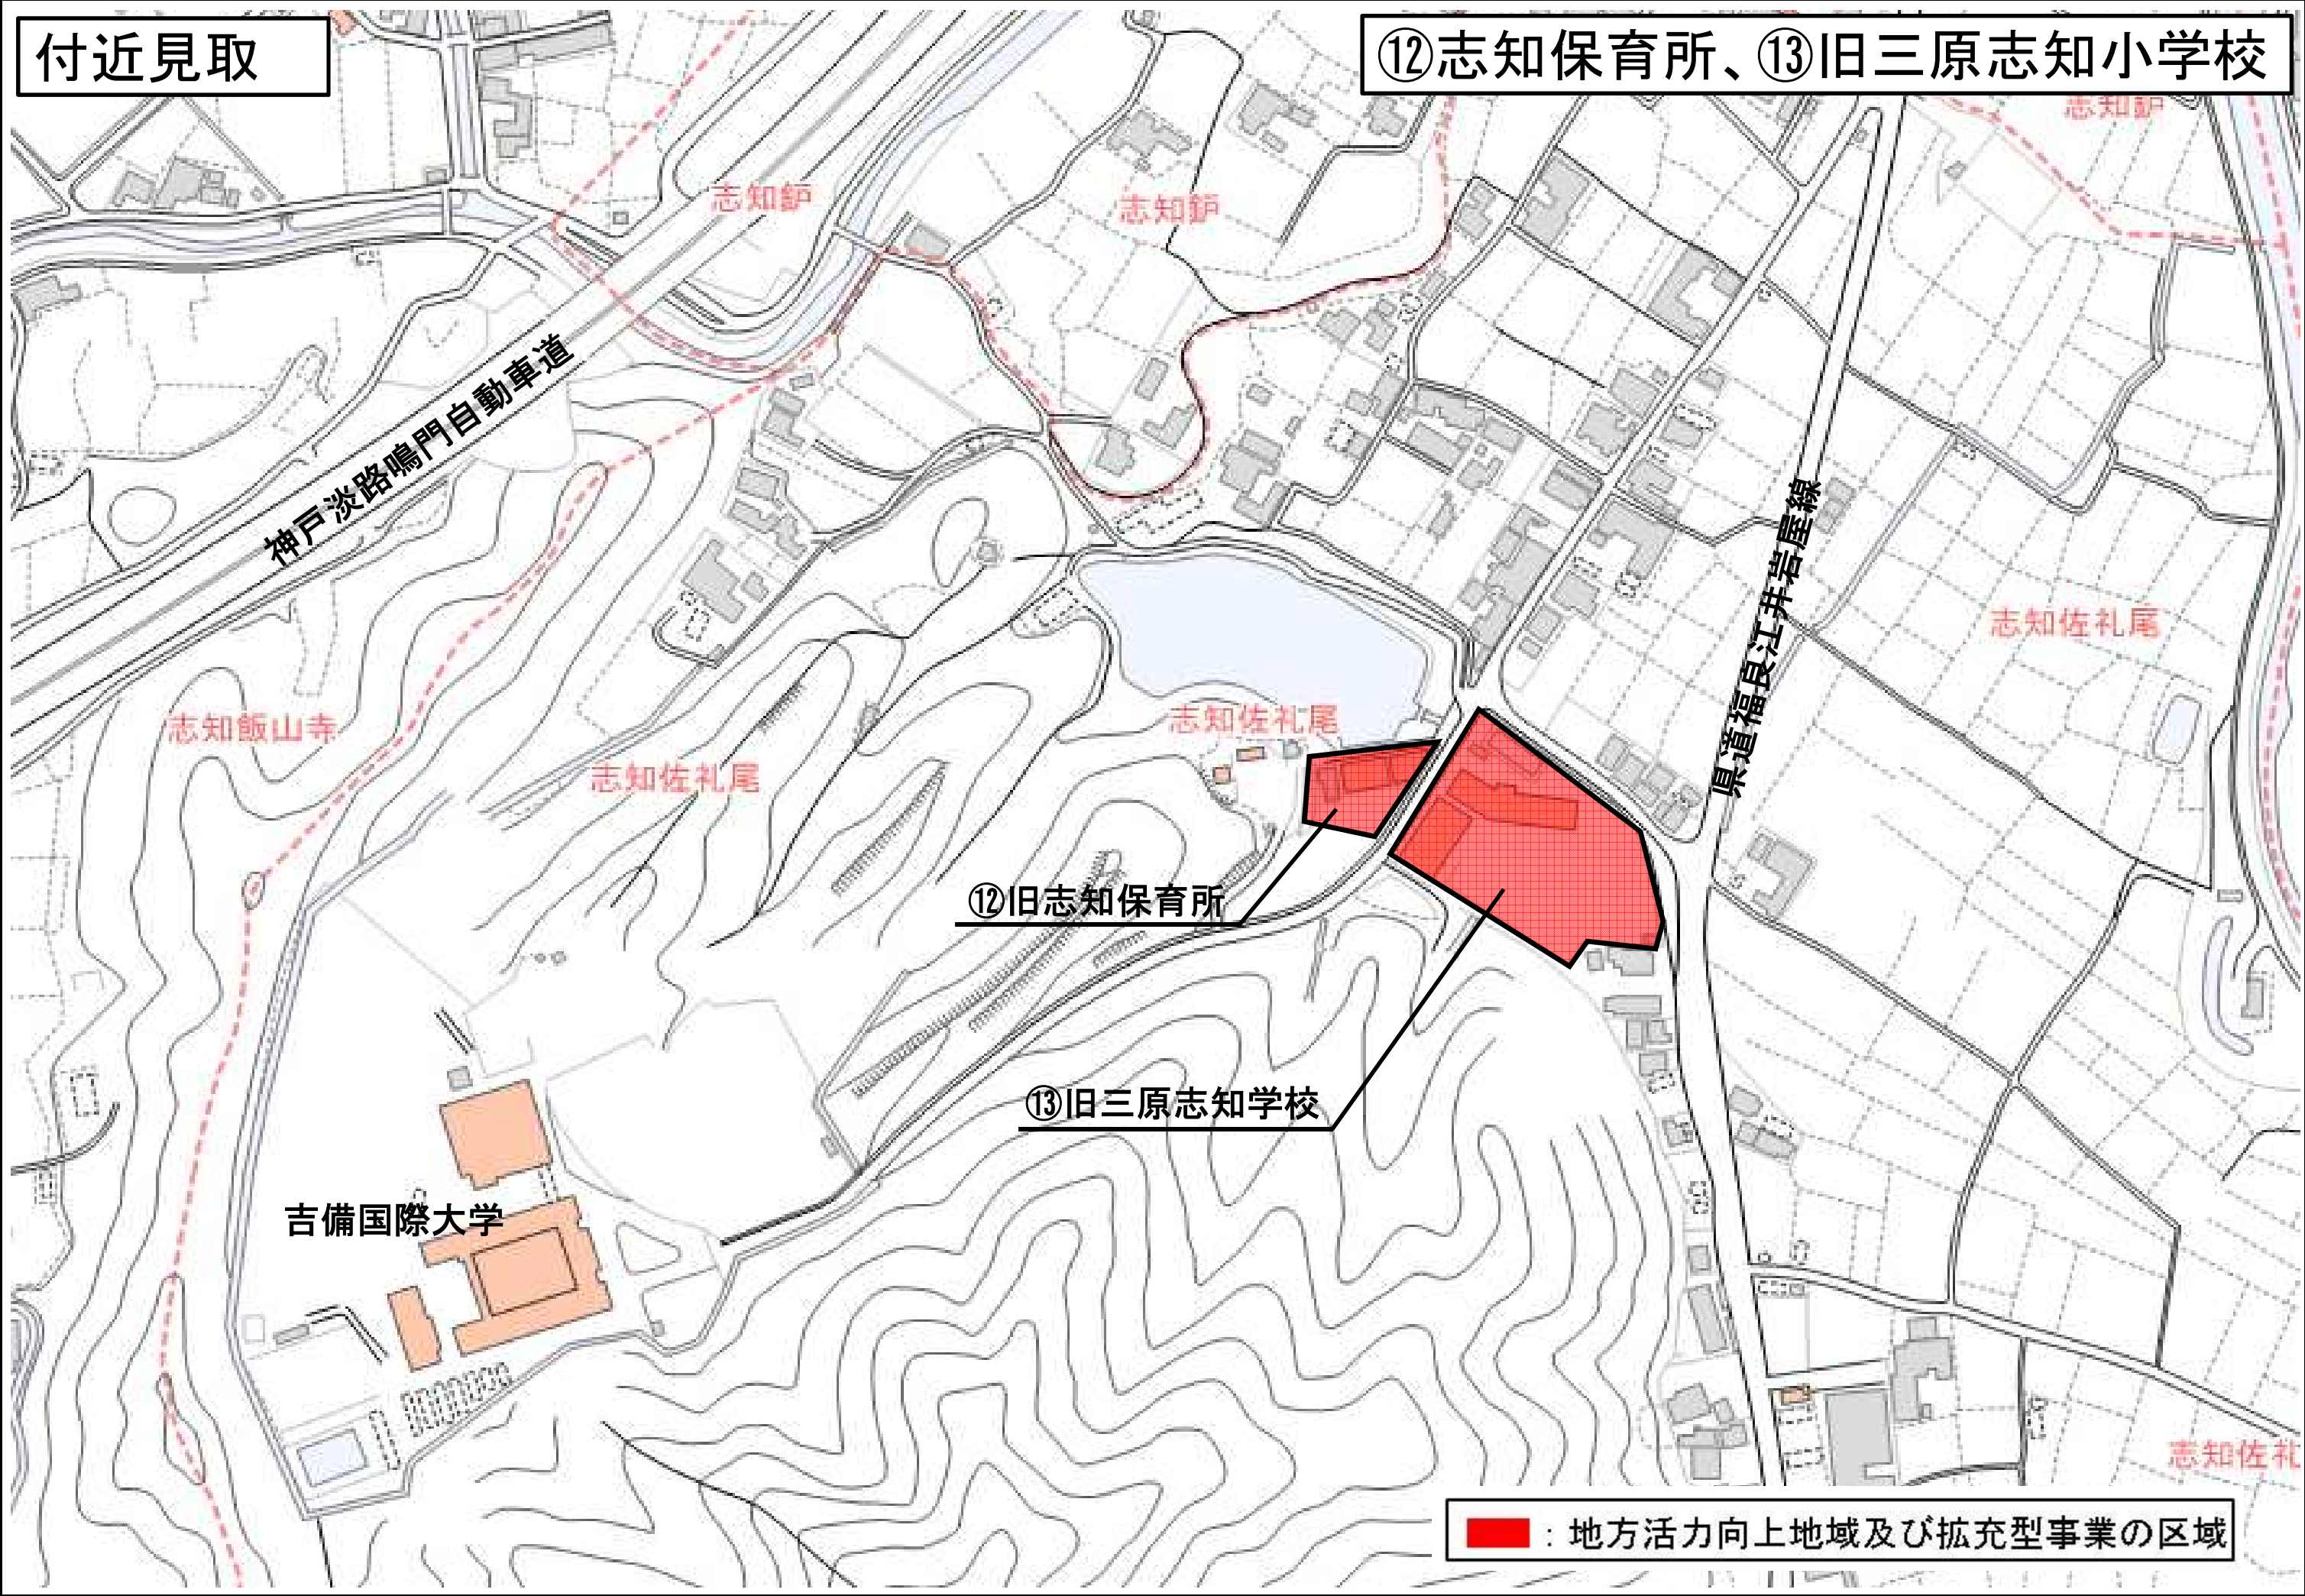 付近見取
⑫志知保育所、⑬旧三原志知小学校
志知鈩
志知鈩
志知鈩
神戸淡路鳴門自動車道
県道福良江井岩屋線
志知佐礼尾
志知飯山寺
志知佐礼尾
志知佐礼尾
⑫旧志知保育所
⑬旧三原志知学校
吉備国際大学
志知佐礼
：地方活力向上地域及び拡充型事業の区域